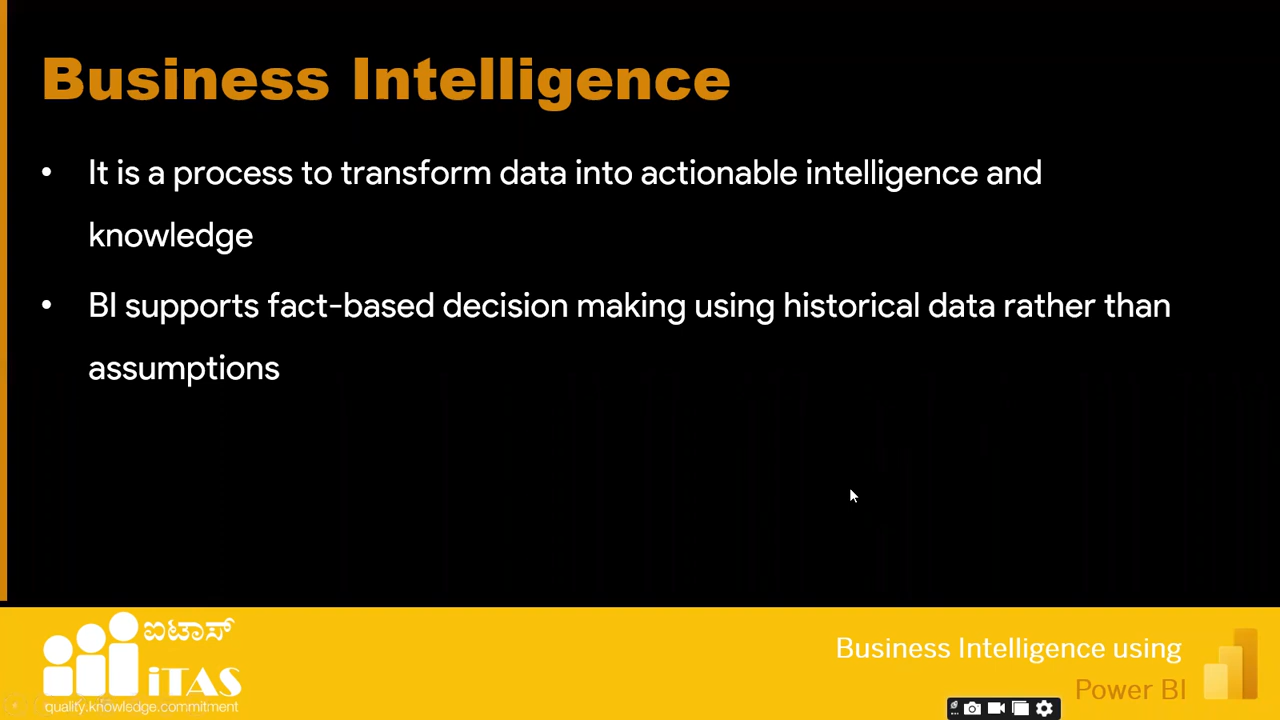 Business Intelligence
• It is a process to transform data into actionable intelligence and
knowledge
• BI supports fact-based decision making using historical data rather than
assumptions
ಐಟಾಸ್
iTAS
quality.knowledge.commitment
Business Intelligence using
Power BI